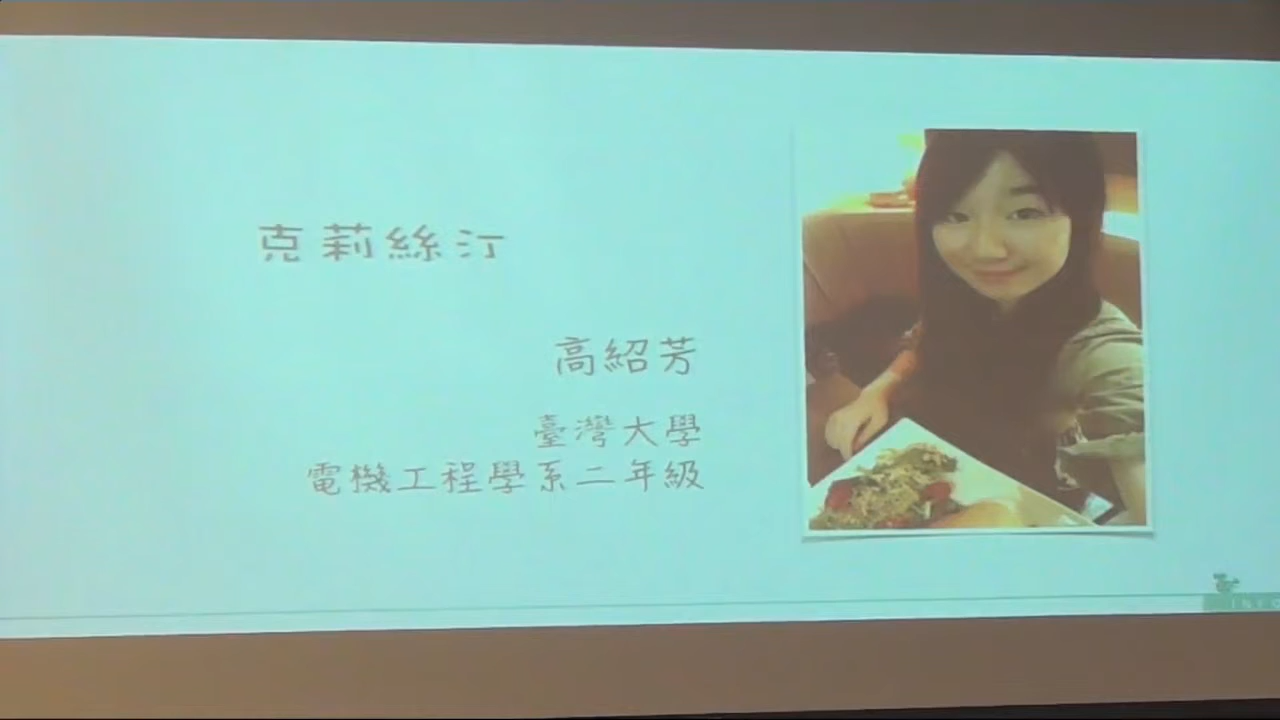 克莉絲汀
高紹芳
臺灣大學
電機工程學系二年級